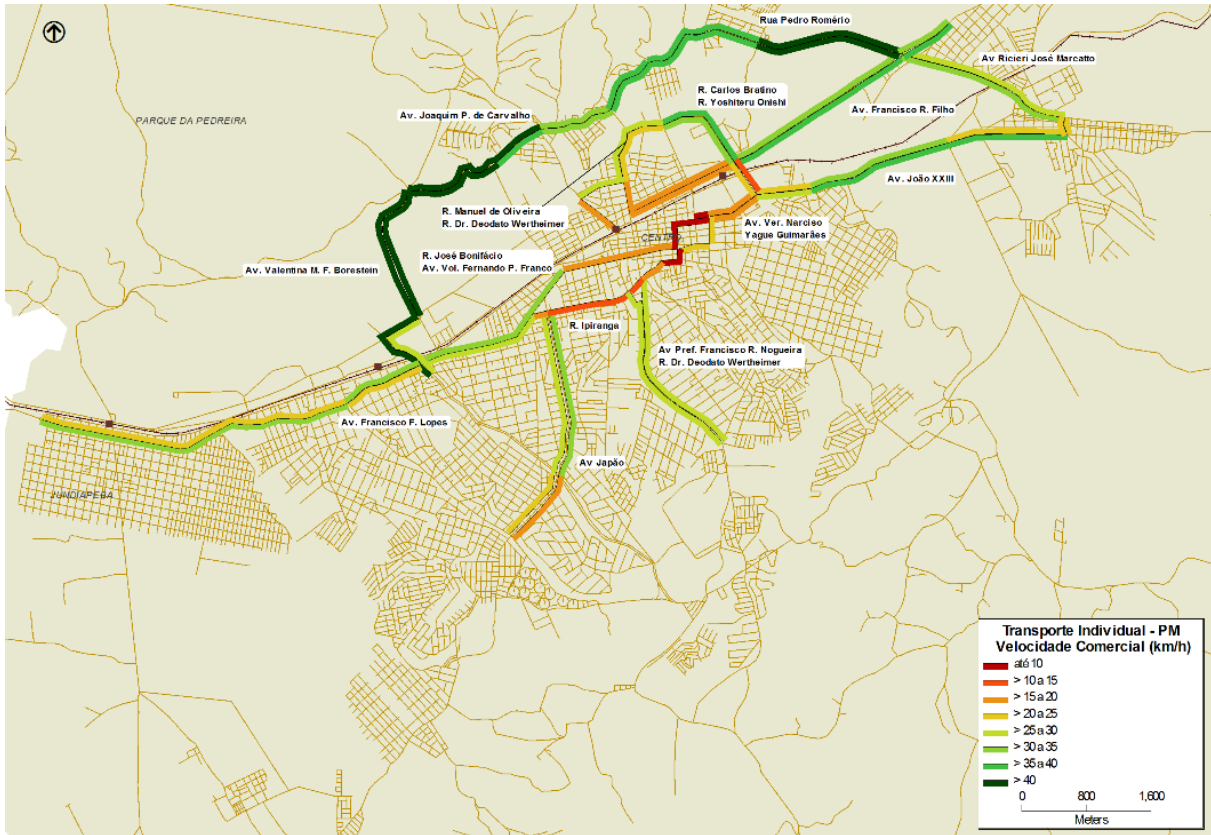 Rua Pedro Romério
Av Ricieri José Marcatto
R. Carlos Bratino
R. Yoshiteru Onishi
Av. Francisco R. Filho
Av. Joaquim P. de Carvalho
PARQUE DA PEDREIRA
Av. João XXIII
R. Manuel de Oliveira
R. Dr. Deodato Wertheimer
Av. Ver. Narciso
Yague Guimarães
CENTRO
R. José Bonifácio
Av. Vol. Fernando P. Franco
Av. Valentina M. F. Borestein
R. Ipiranga
Av Pref. Francisco R. Nogueira
R. Dr. Deodato Wertheimer
Av. Francisco F. Lopes
Av Japão
JUNDIAPEBA
Transporte Individual - PM
Velocidade Comercial (km/h)
até 10
> 10 a 15
> 15 a 20
> 20 a 25
> 25 a 30
> 30 a 35
> 35 a 40
> 40
0 800 1,600
Meters